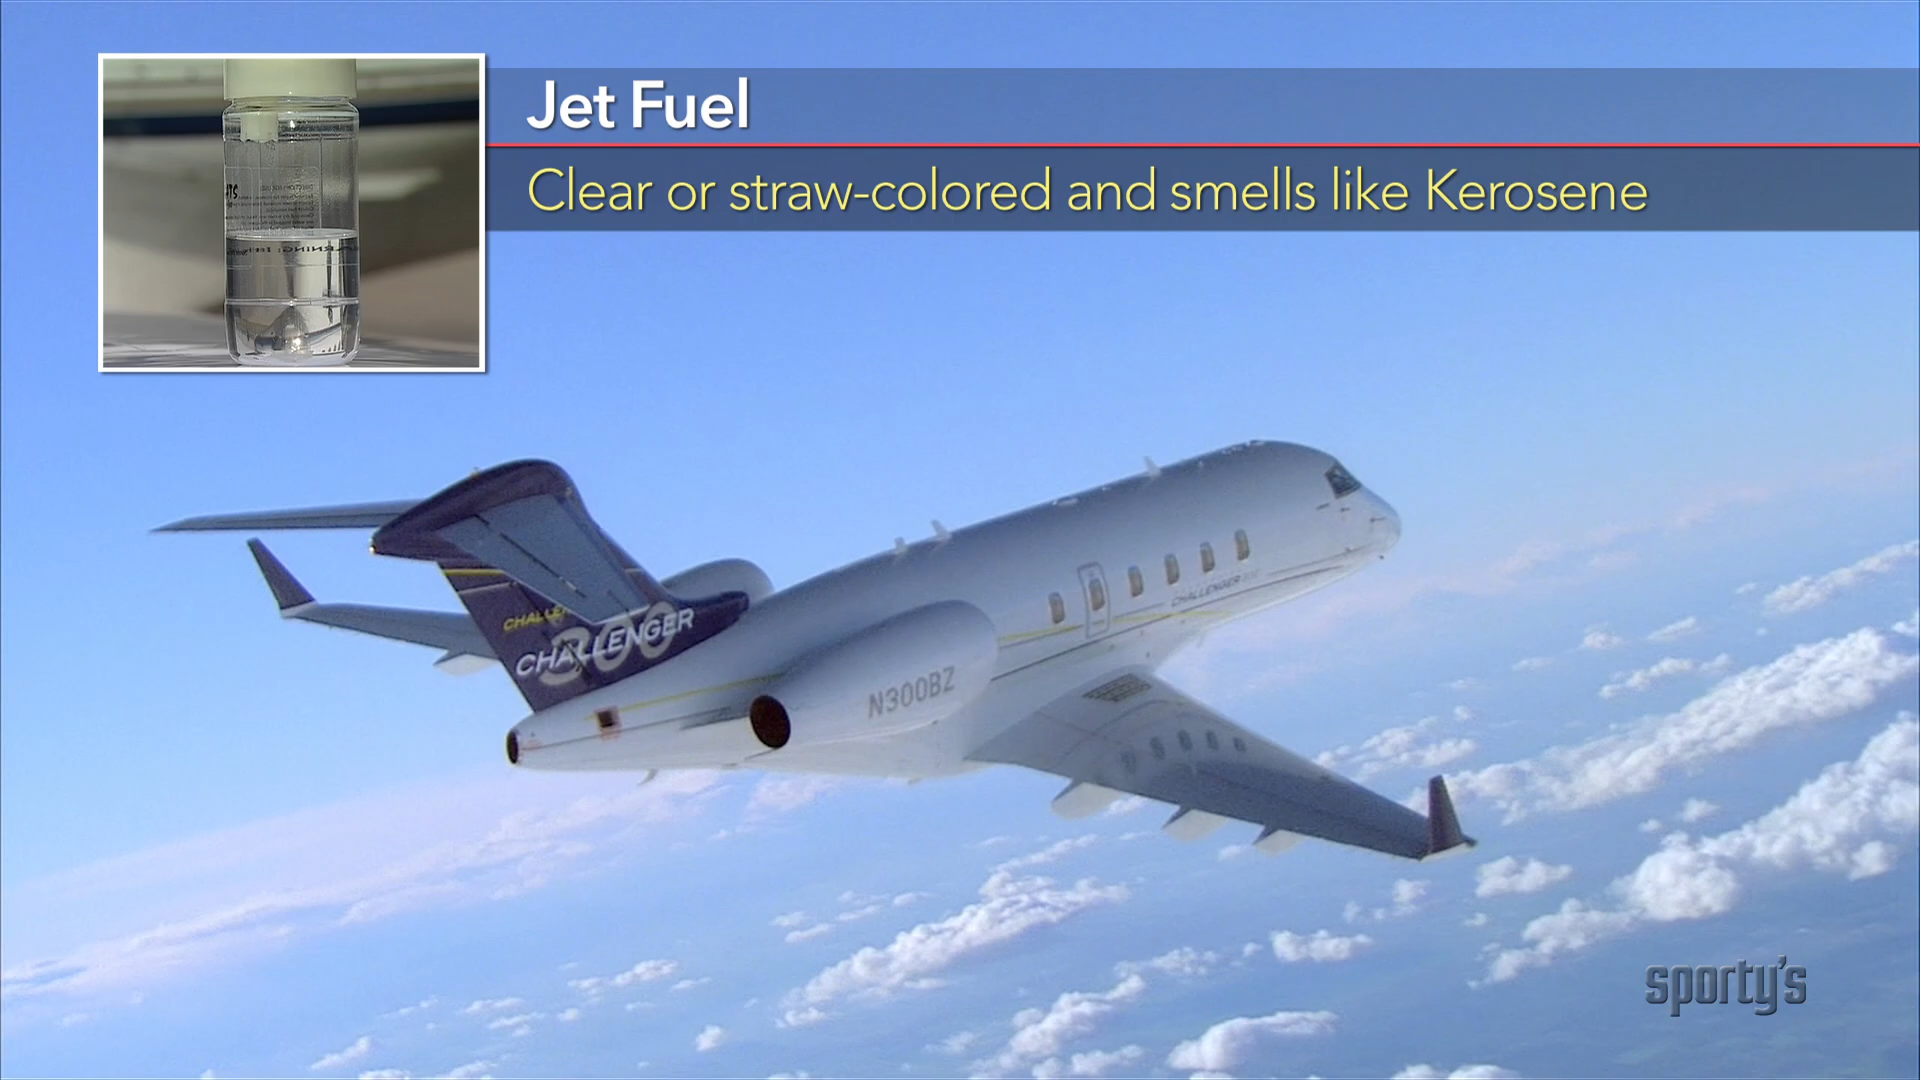 Jet Fuel
Clear or straw-colored and smells like Kerosene
CHALLENGER
300
CHALLENGER
N300BZ
sporty's